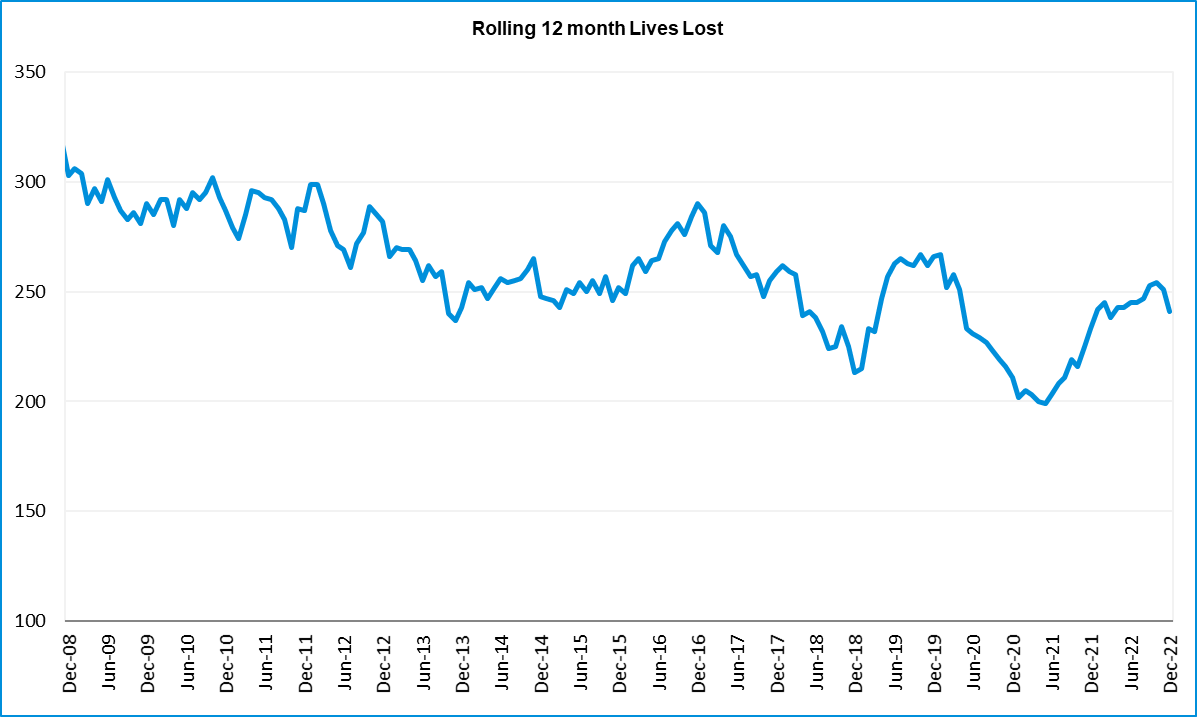 Rolling 12 month Lives Lost
350
300
250
200
150
100
Dec-08
Jun-09
Dec-09
Jun-10
Dec-10
Jun-11
Dec-11
Jun-12
Dec-12
Jun-13
Dec-13
Jun-14
Dec-14
Jun-15
Dec-15
Jun-16
Dec-16
Jun-17
Dec-17
Jun-18
Dec-18
Jun-19
Dec-19
Jun-20
Dec-20
Jun-21
Dec-21
Jun-22
Dec-22